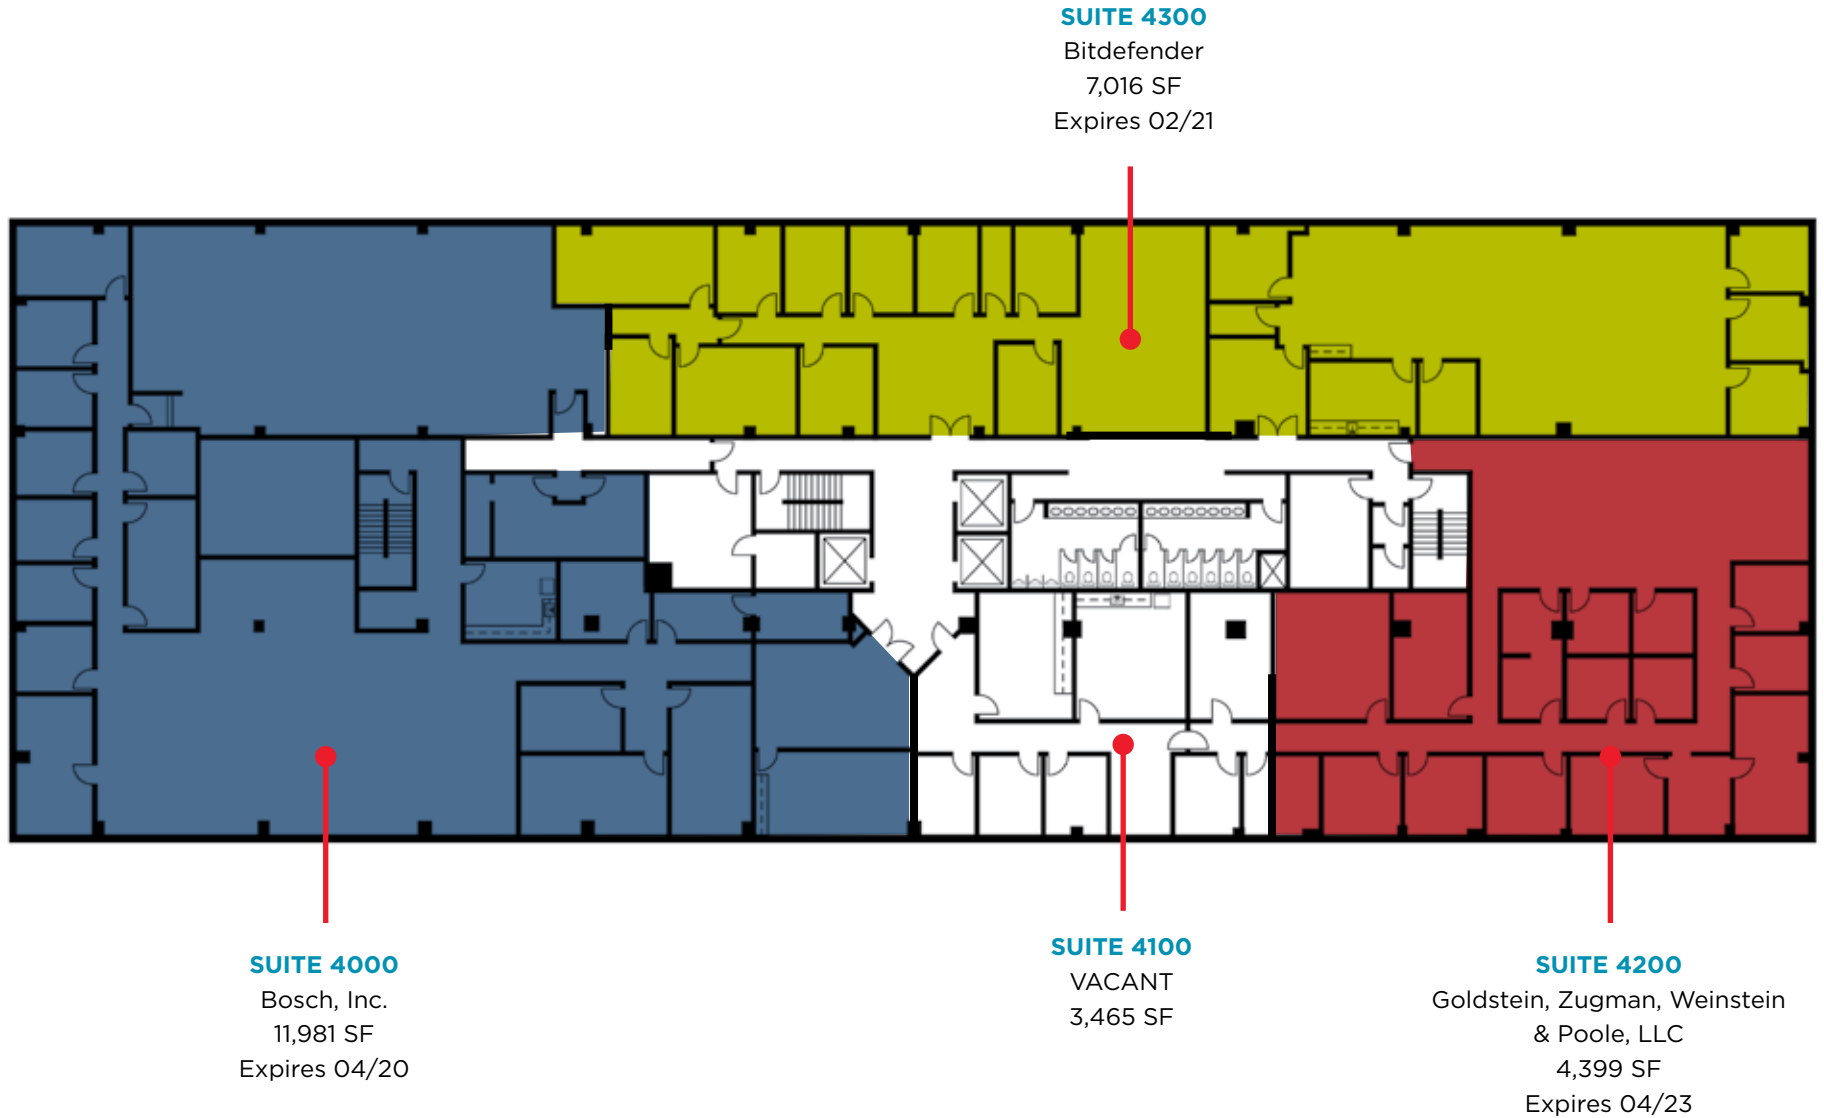 SUITE 4300
Bitdefender
7,016 SF
Expires 02/21
SUITE 4000
Bosch, Inc.
11,981 SF
Expires 04/20
SUITE 4100
VACANT
3,465 SF
SUITE 4200
Goldstein, Zugman, Weinstein
& Poole, LLC
4,399 SF
Expires 04/23